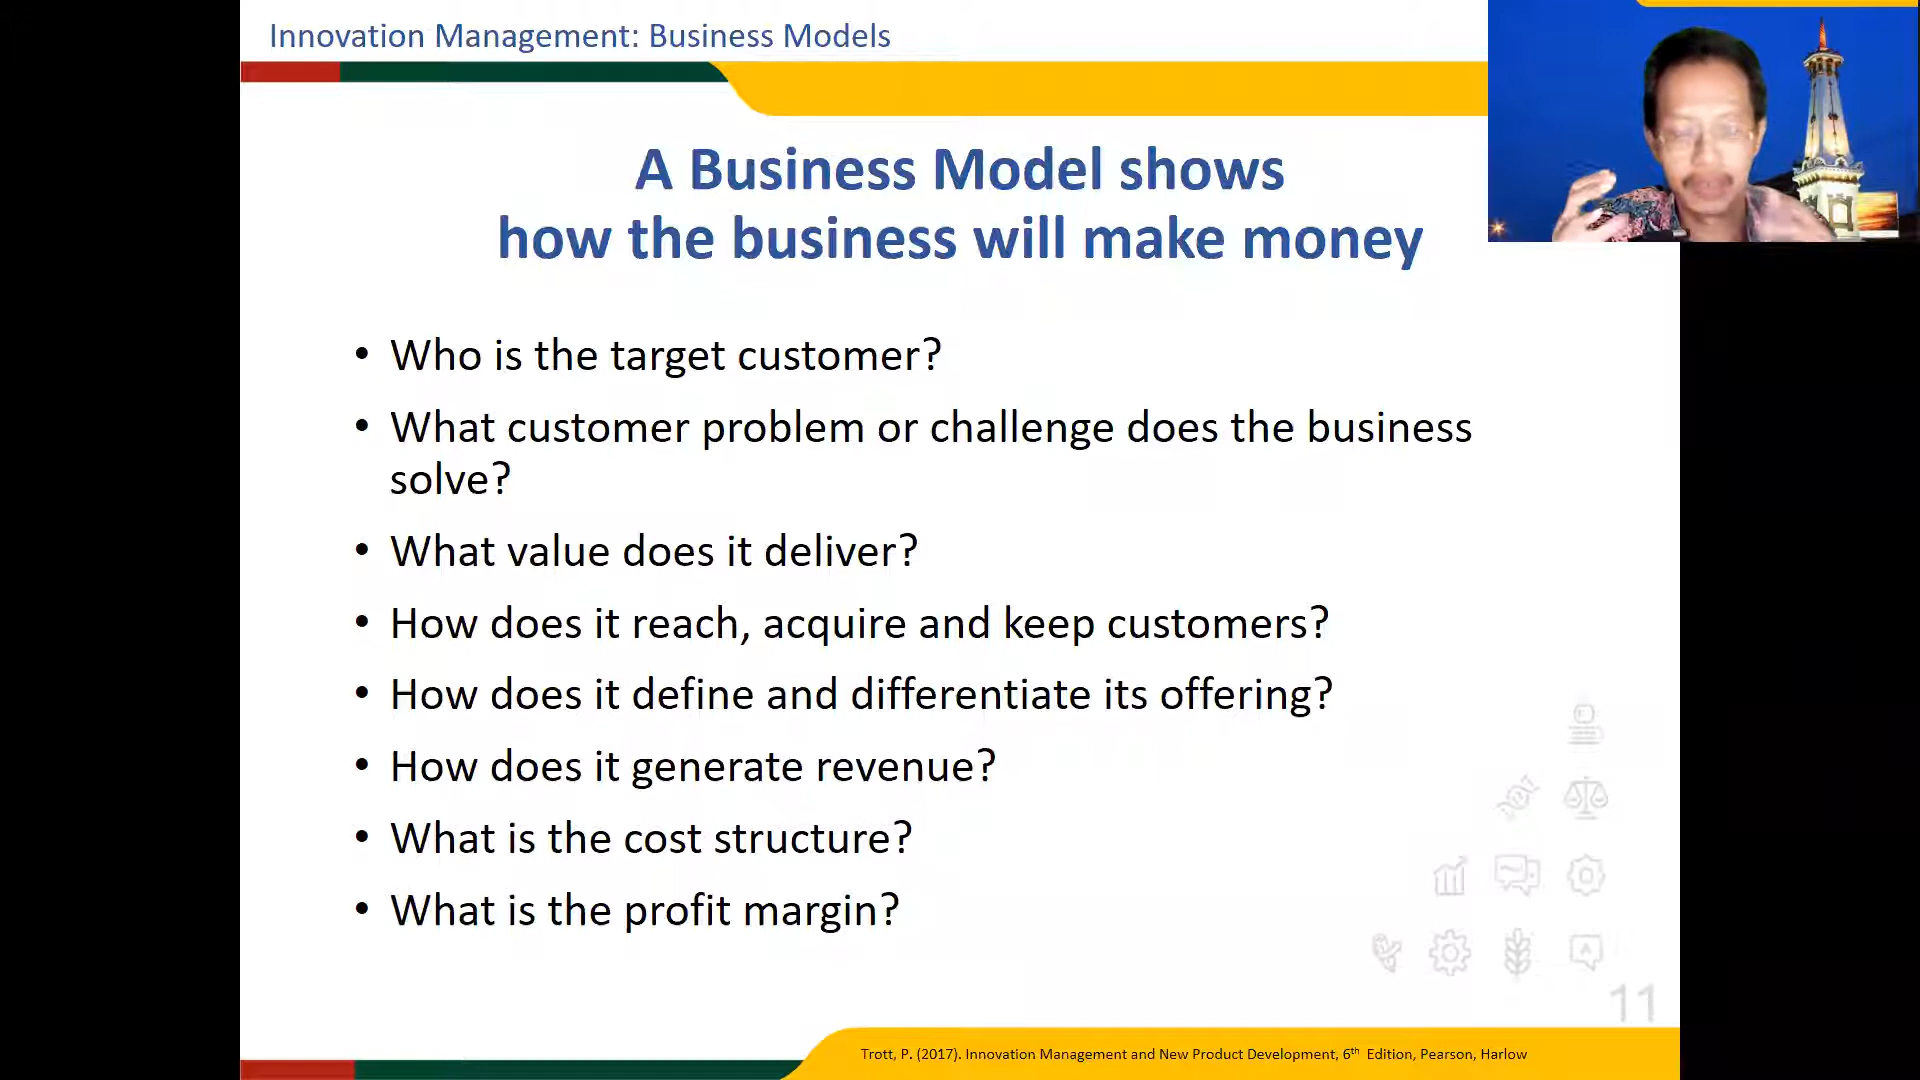 Innovation Management: Business Models
A Business Model shows
how the business will make money
• Who is the target customer?
• What customer problem or challenge does the business
solve?
• What value does it deliver?
• How does it reach, acquire and keep customers?
• How does it define and differentiate its offering?
• How does it generate revenue?
• What is the cost structure?
• What is the profit margin?
11
Trott, P. (2017). Innovation Management and New Product Development, 6th Edition, Pearson, Harlow